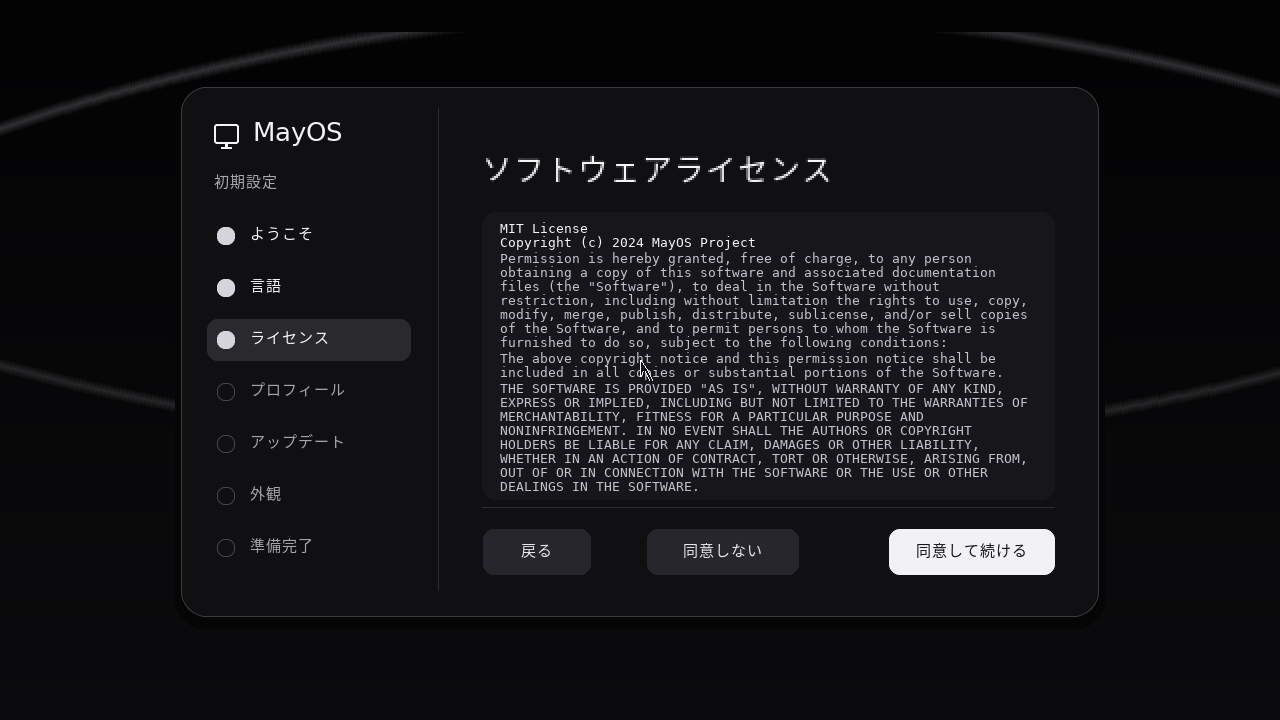 MayOS
初期設定
ようこそ
言語
ライセンス
プロフィール
アップデート
外観
準備完了
ソフトウェアライセンス
MIT License
Copyright (c) 2024 MayOS Project
Permission is hereby granted, free of charge, to any person
obtaining a copy of this software and associated documentation
files (the "Software"), to deal in the Software without
restriction, including without limitation the rights to use, copy,
modify, merge, publish, distribute, sublicense, and/or sell copies
of the Software, and to permit persons to whom the Software is
furnished to do so, subject to the following conditions:
The above copyright notice and this permission notice shall be
included in all copies or substantial portions of the Software.
THE SOFTWARE IS PROVIDED "AS IS", WITHOUT WARRANTY OF ANY KIND,
EXPRESS OR IMPLIED, INCLUDING BUT NOT LIMITED TO THE WARRANTIES OF
MERCHANTABILITY, FITNESS FOR A PARTICULAR PURPOSE AND
NONINFRINGEMENT. IN NO EVENT SHALL THE AUTHORS OR COPYRIGHT
HOLDERS BE LIABLE FOR ANY CLAIM, DAMAGES OR OTHER LIABILITY,
WHETHER IN AN ACTION OF CONTRACT, TORT OR OTHERWISE, ARISING FROM,
OUT OF OR IN CONNECTION WITH THE SOFTWARE OR THE USE OR OTHER
DEALINGS IN THE SOFTWARE.
戻る
同意しない
同意して続ける